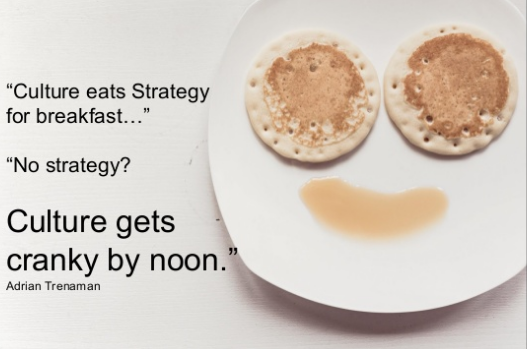 “Culture eats Strategy
for breakfast…”
“No strategy?
Culture gets
cranky by noon.”
Adrian Trenaman